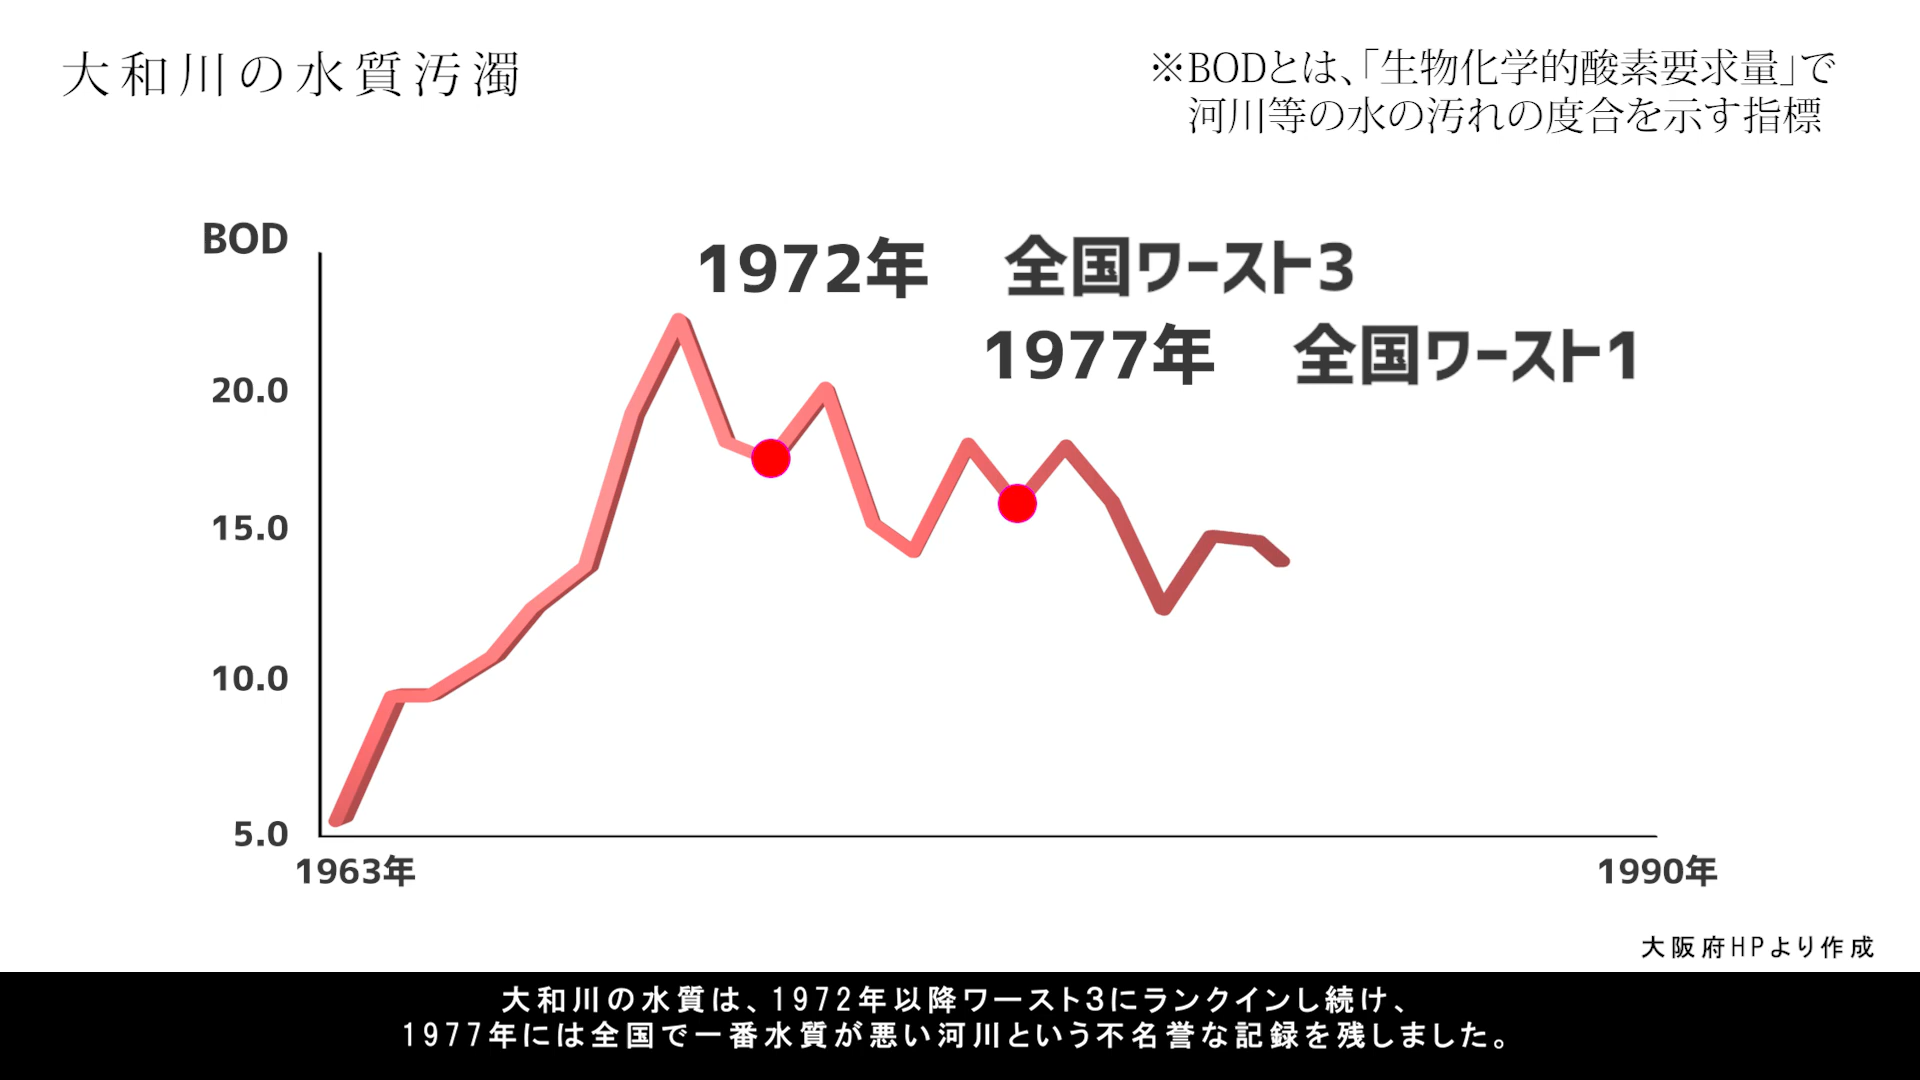 大和川の水質汚濁
※BODとは、「生物化学的酸素要求量」で
河川等の水の汚れの度合を示す指標
BOD
1972年　全国ワースト3
1977年　全国ワースト1
20.0
15.0
10.0
5.0
1963年
1990年
大阪府HPより作成
大和川の水質は、1972年以降ワースト3にランクインし続け、
1977年には全国で一番水質が悪い河川という不名誉な記録を残しました。